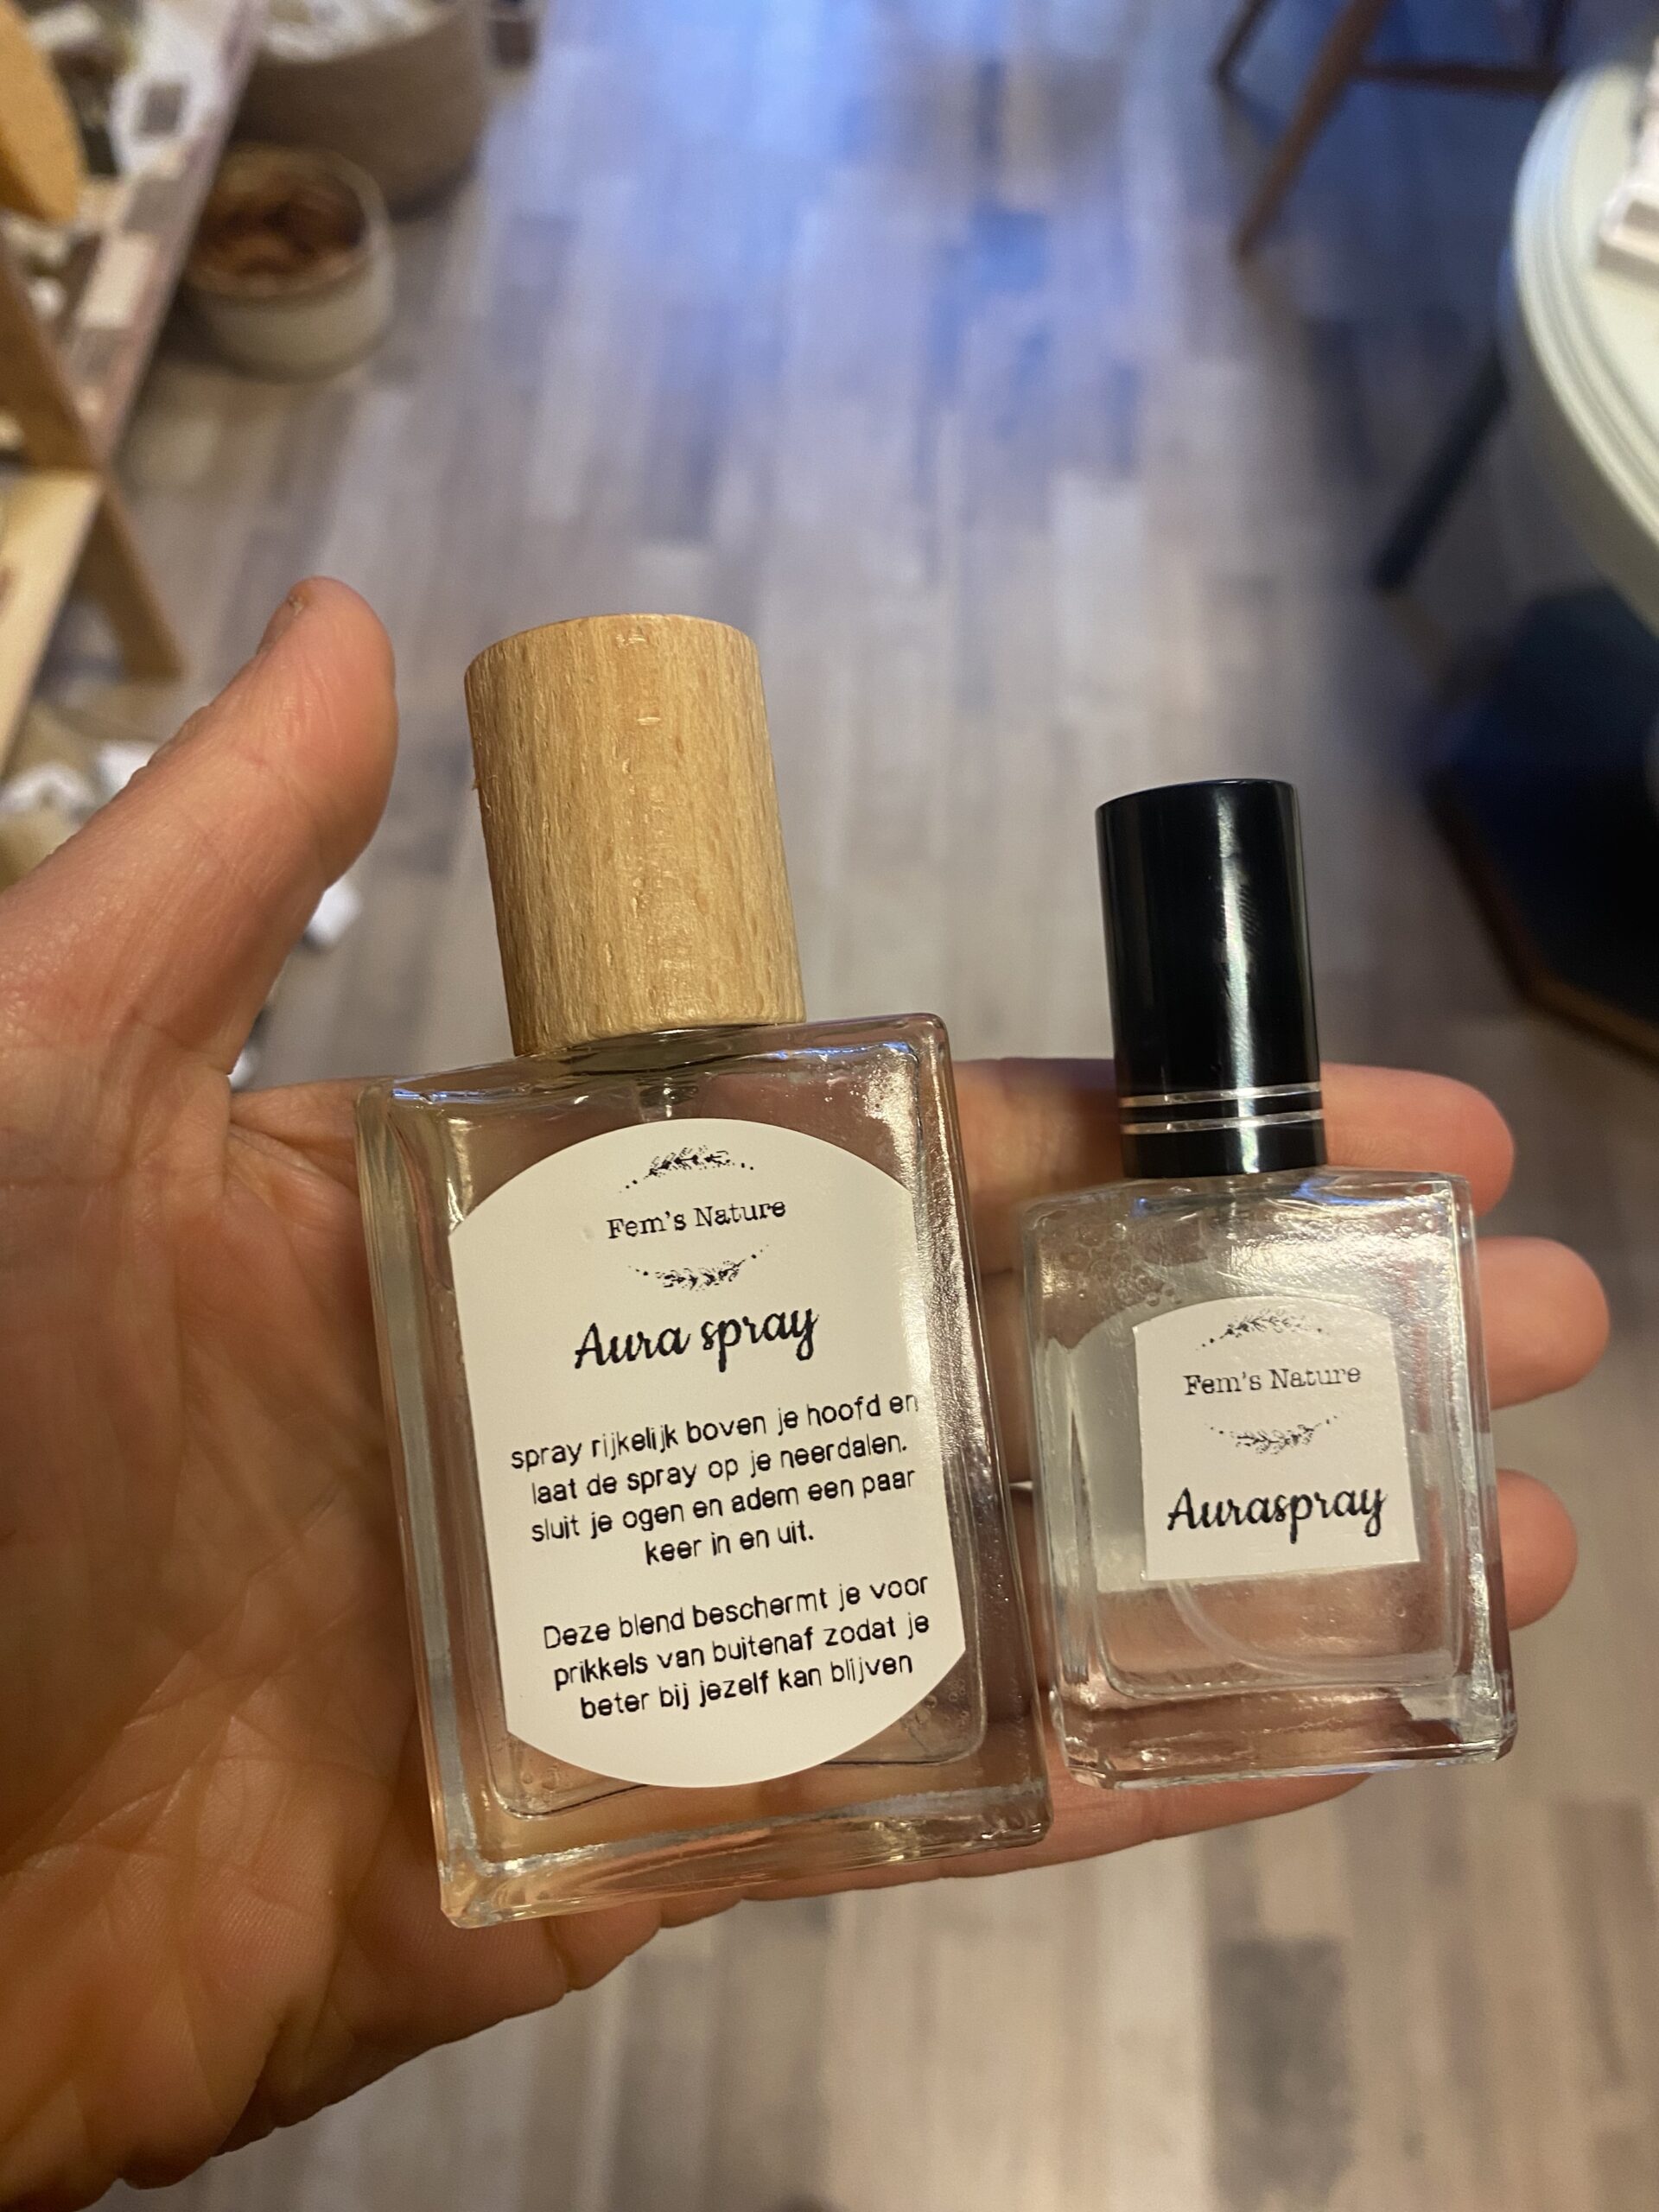 Fem's Nature
Aura spray
spray rijkelijk boven je hoofd en
laat de spray op je neerdalen.
sluit je ogen en adem een paar
keer in en uit.
Deze blend beschermt je voor
prikkels van buitenaf zodat je
beter bij jezelf kan blijven
Fem's Nature
Auraspray